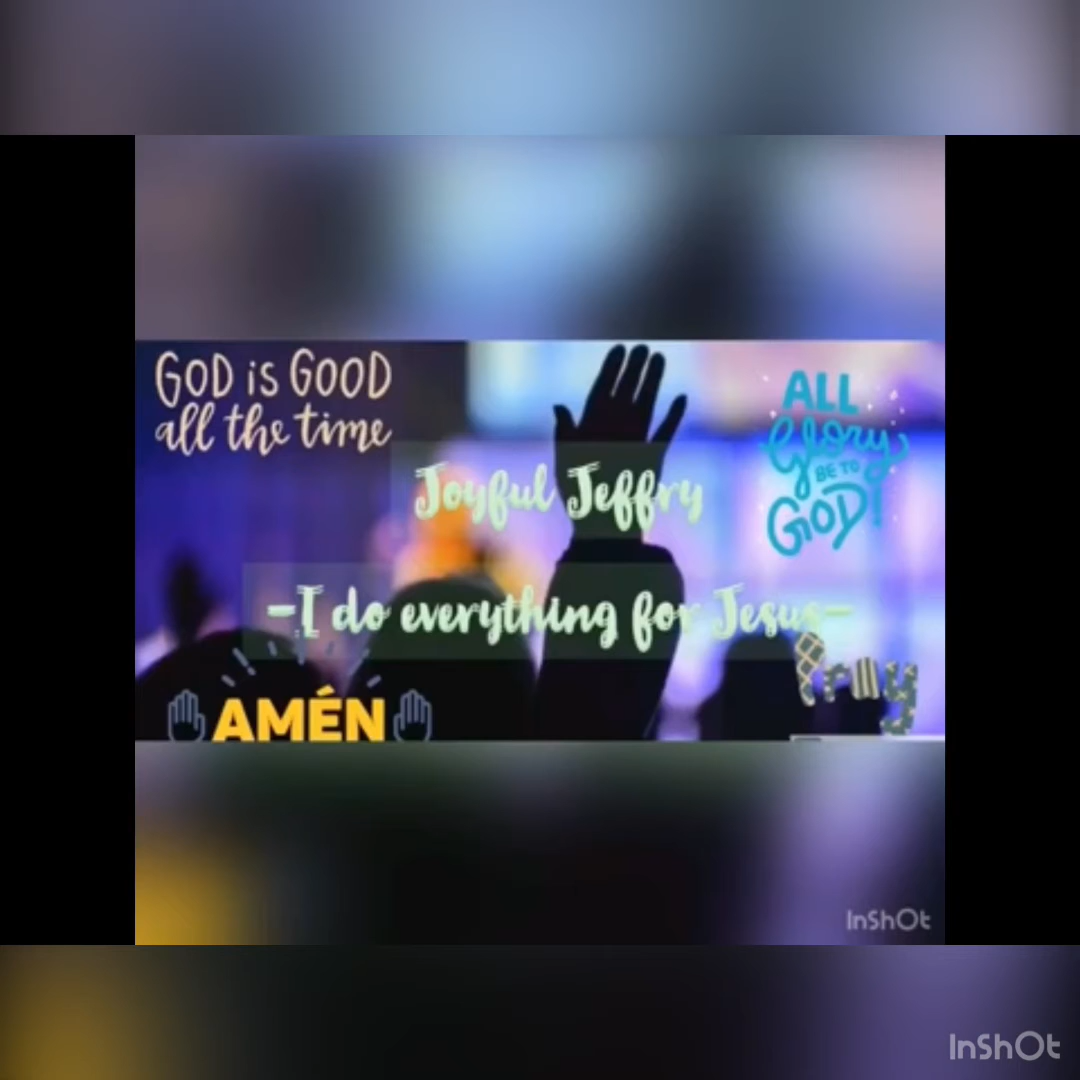 GOD is GOOD
all the time
ALL
Glory
BE TO
GOD!
Joyful Jeffry
-I do everything for Jesus-
Pray
AMÉN
InShOt
InShOt